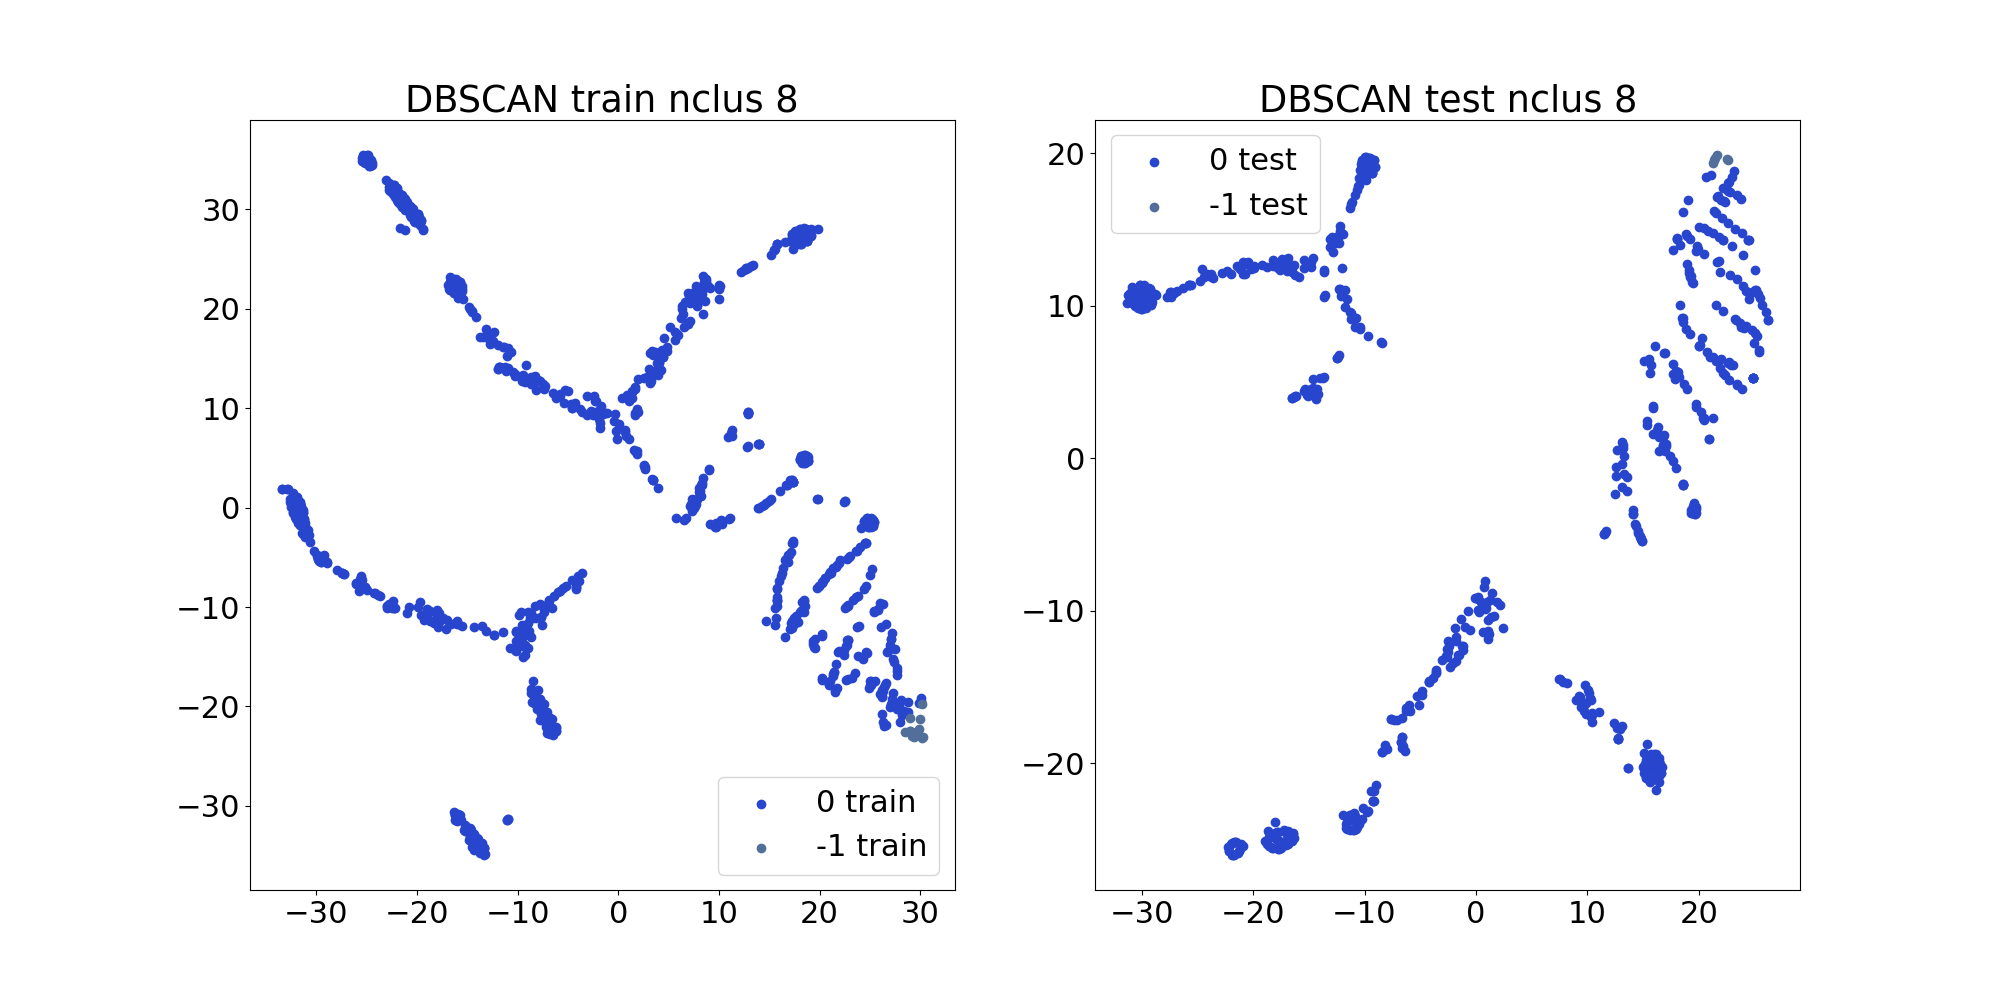 DBSCAN train nclus 8
30
20
10
0
−10
−20
−30
−30 −20 −10 0 10 20 30
0 train
-1 train
DBSCAN test nclus 8
20
10
0
−10
−20
−30 −20 −10 0 10 20
0 test
-1 test